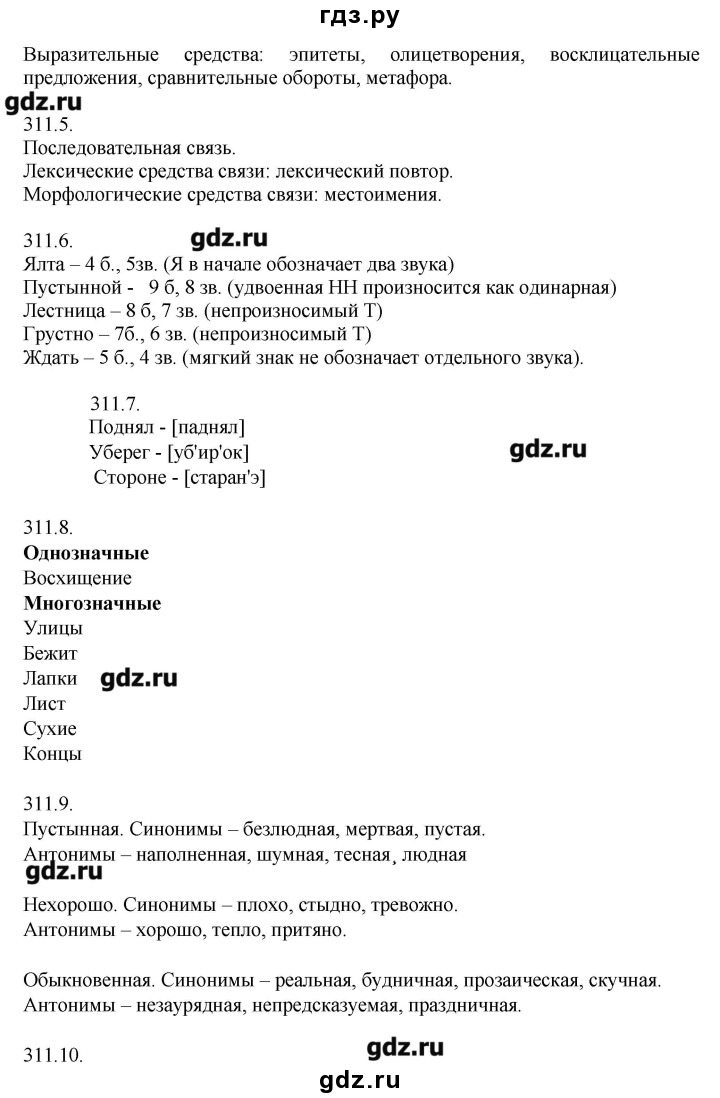 гдз.ру
Выразительные средства: эпитеты, олицетворения, восклицательные
предложения, сравнительные обороты, метафора.
gdz.ru
311.5.
Последовательная связь.
Лексические средства связи: лексический повтор.
Морфологические средства связи: местоимения.
311.6.
gdz.ru
Ялта – 4 б., 5зв. (Я в начале обозначает два звука)
Пустынной - 9 б, 8 зв. (удвоенная НН произносится как одинарная)
Лестница – 8 б, 7 зв. (непроизносимый Т)
Грустно – 7б., 6 зв. (непроизносимый Т)
Ждать – 5 б., 4 зв. (мягкий знак не обозначает отдельного звука).
311.7.
Поднял - [паднял]
Уберег - [уб'ир'ок]
gdz.ru
Стороне - [старан'э]
311.8.
Однозначные
Восхищение
Многозначные
Улицы
Бежит
Лапки
gdz.ru
Лист
Сухие
Концы
311.9.
Пустынная. Синонимы – безлюдная, мертвая, пустая.
Антонимы – наполненная, шумная, тесная¸ людная
gdz.ru
Нехорошо. Синонимы – плохо, стыдно, тревожно.
Антонимы – хорошо, тепло, притяно.
Обыкновенная. Синонимы – реальная, будничная, прозаическая, скучная.
Антонимы – незаурядная, непредсказуемая, праздничная.
311.10.
gdz.ru
gdz.ru